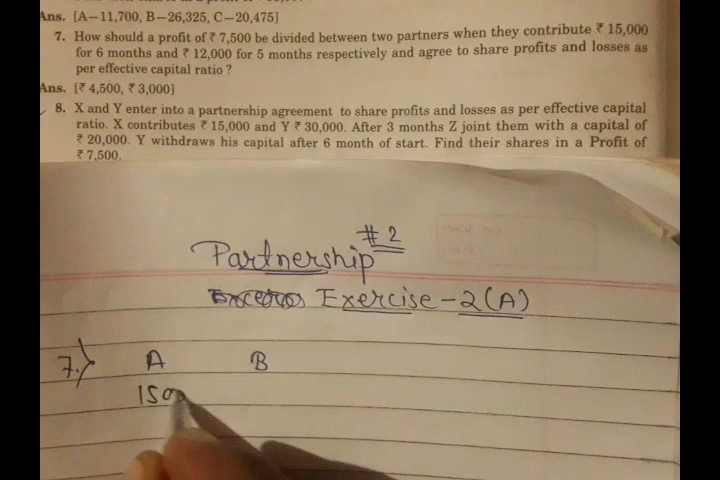 Ans. [A—11,700, B—26,325, C—20,475]
7. How should a profit of ₹ 7,500 be divided between two partners when they contribute ₹ 15,000
for 6 months and ₹ 12,000 for 5 months respectively and agree to share profits and losses as
per effective capital ratio ?
Ans. [₹ 4,500, ₹ 3,000]
8. X and Y enter into a partnership agreement to share profits and losses as per effective capital
ratio. X contributes ₹ 15,000 and Y ₹ 30,000. After 3 months Z joint them with a capital of
₹ 20,000. Y withdraws his capital after 6 month of start. Find their shares in a Profit of
₹ 7,500.
#2
Partnership
Exercise-2(A)
7.) A B
1500